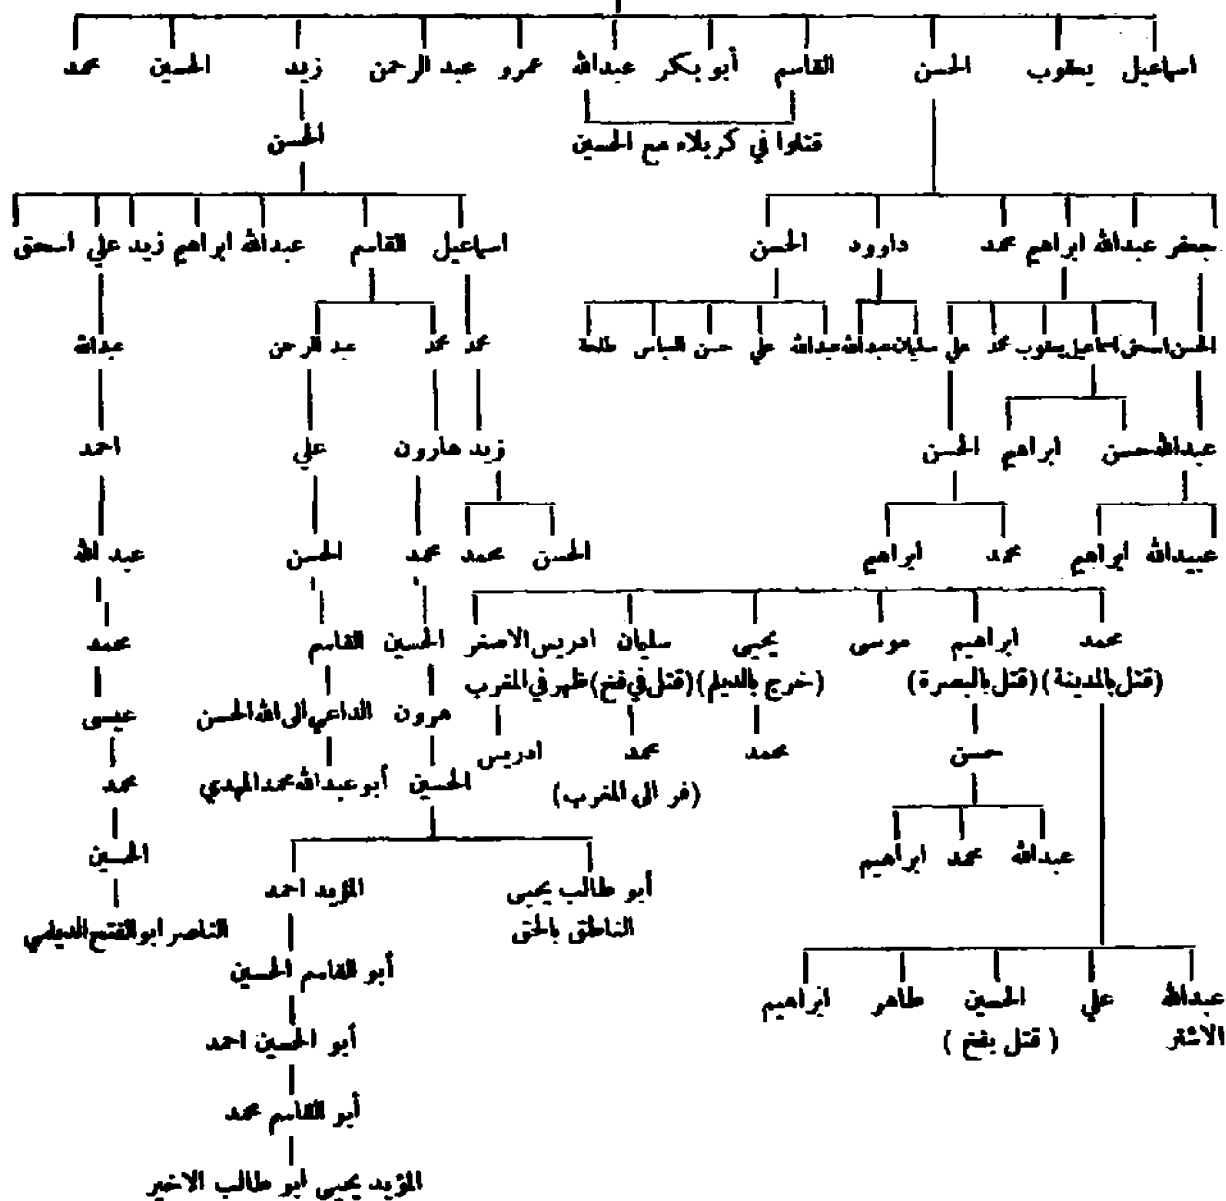 اسماعيل يعقوب الحسن القاسم أبو بكر عبدالله عمرو عبد الرحمن زيد الحسين محمد
قتلوا في كربلاء مع الحسين
الحسن
جعفر عبدالله ابراهيم محمد داوود الحسن
اسماعيل القاسم عبدالله ابراهيم زيد علي اسحق
الحسن اسحق اسماعيل يعقوب محمد علي سليمان عبدالله عبدالله علي حسن العباس طلحة
محمد محمد عبد الرحمن عبدالله
عبدالله حسن ابراهيم الحسن
زيد هارون علي احمد
عبيدالله ابراهيم محمد ابراهيم
الحسن محمد محمد الحسن عبد الله
محمد ابراهيم موسى يحيى سليمان ادريس الاصغر
الحسين القاسم محمد
(قتل بالمدينة) (قتل بالبصرة) (خرج بالديلم) (قتل في فخ) ظهر في المغرب
هرون الداعي الى الله الحسن عيسى
حسن محمد محمد ادريس
(فر الى المغرب)
الحسين أبو عبدالله محمد المهدي محمد
عبدالله محمد ابراهيم
الحسين
أبو طالب يحيى المؤيد احمد
الناطق بالحق
الناصر ابو الفتح الديلمي
أبو القاسم الحسين
عبدالله علي الحسين طاهر ابراهيم
الاشتر (قتل بفخ)
أبو الحسين احمد
أبو القاسم محمد
المؤيد يحيى ابو طالب الاخير